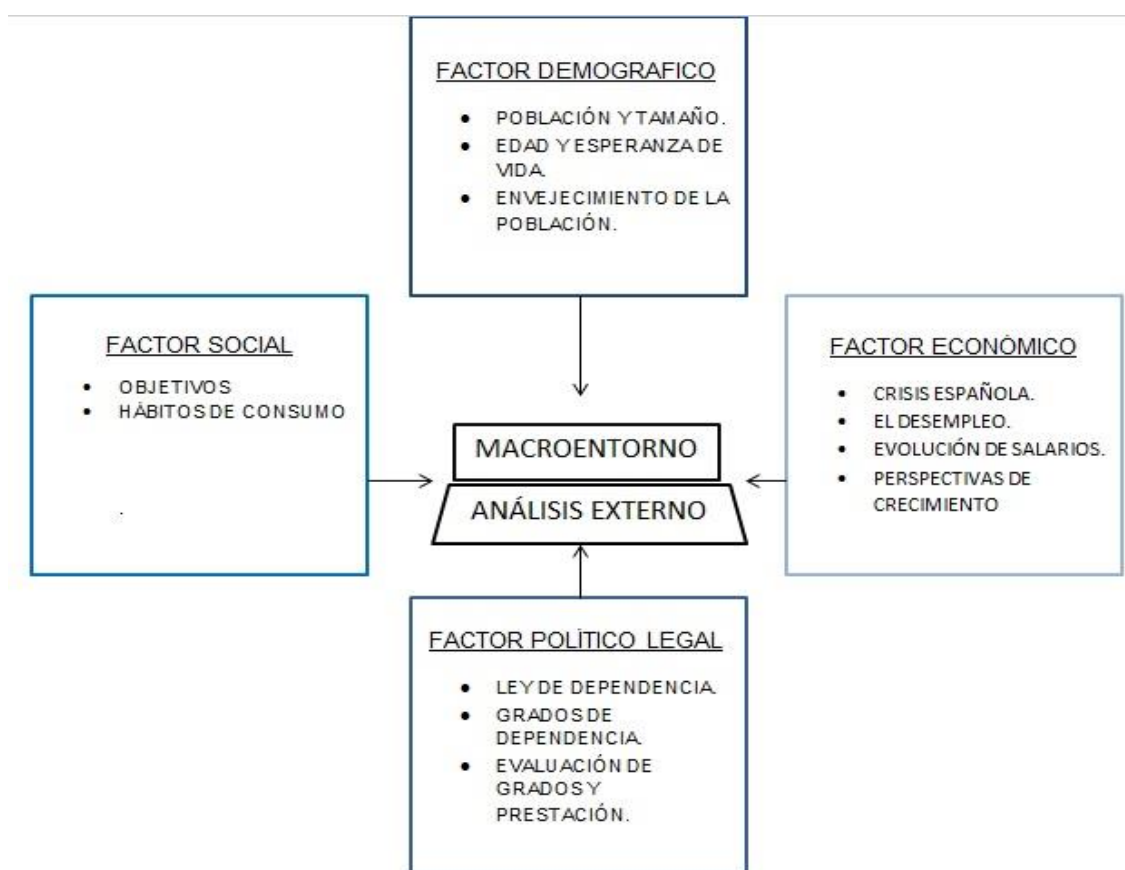 FACTOR DEMOGRAFICO
• POBLACIÓN Y TAMAÑO.
• EDAD Y ESPERANZA DE
VIDA.
• ENVEJECIMIENTO DE LA
POBLACIÓN.
FACTOR SOCIAL
• OBJETIVOS
• HÁBITOS DE CONSUMO
.
MACROENTORNO
ANÁLISIS EXTERNO
FACTOR ECONÓMICO
• CRISIS ESPAÑOLA.
• EL DESEMPLEO.
• EVOLUCIÓN DE SALARIOS.
• PERSPECTIVAS DE
CRECIMIENTO
FACTOR POLÍTICO LEGAL
• LEY DE DEPENDENCIA.
• GRADOS DE
DEPENDENCIA.
• EVALUACIÓN DE
GRADOS Y
PRESTACIÓN.